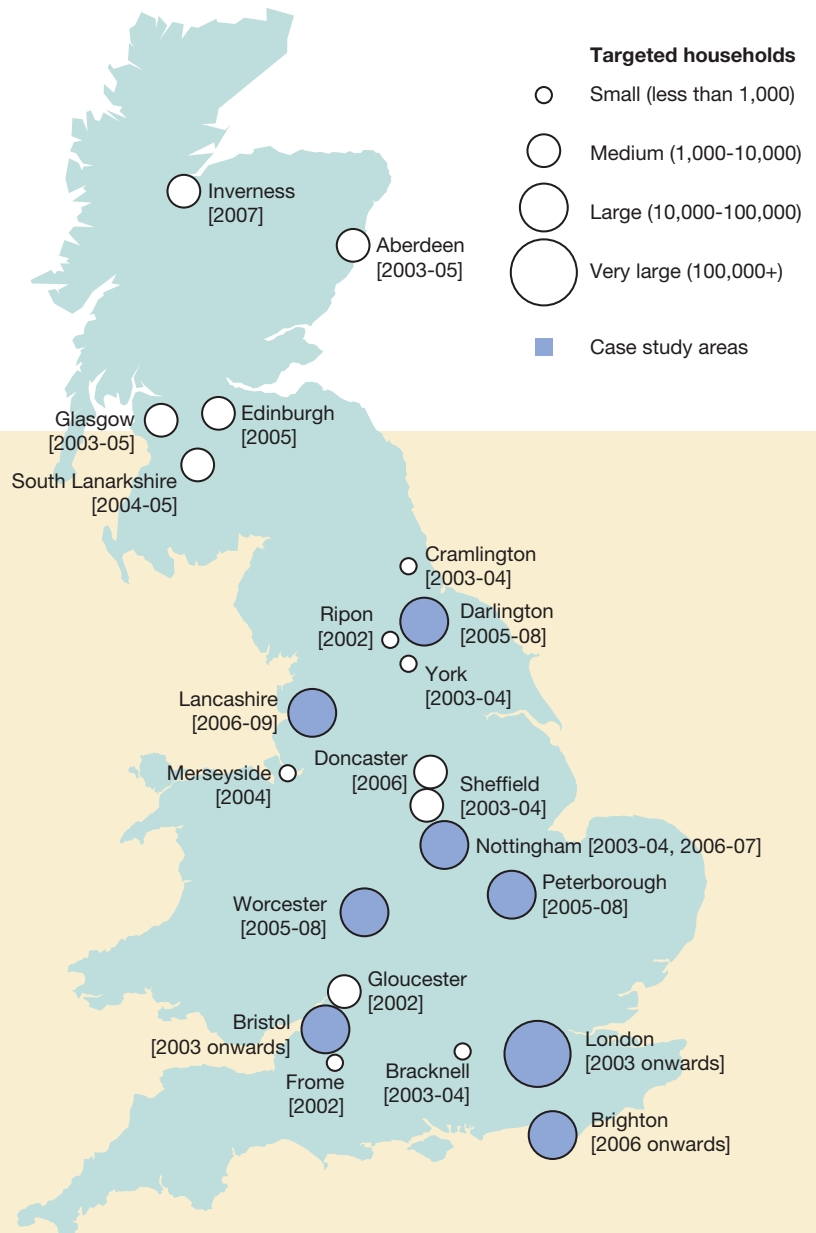 Targeted households
Small (less than 1,000)
Medium (1,000-10,000)
Large (10,000-100,000)
Very large (100,000+)
Case study areas
Inverness
[2007]
Aberdeen
[2003-05]
Glasgow
[2003-05]
Edinburgh
[2005]
South Lanarkshire
[2004-05]
Cramlington
[2003-04]
Ripon
[2002]
Darlington
[2005-08]
York
[2003-04]
Lancashire
[2006-09]
Doncaster
[2006]
Merseyside
[2004]
Sheffield
[2003-04]
Nottingham [2003-04, 2006-07]
Peterborough
[2005-08]
Worcester
[2005-08]
Gloucester
[2002]
Bristol
[2003 onwards]
London
[2003 onwards]
Frome
[2002]
Bracknell
[2003-04]
Brighton
[2006 onwards]